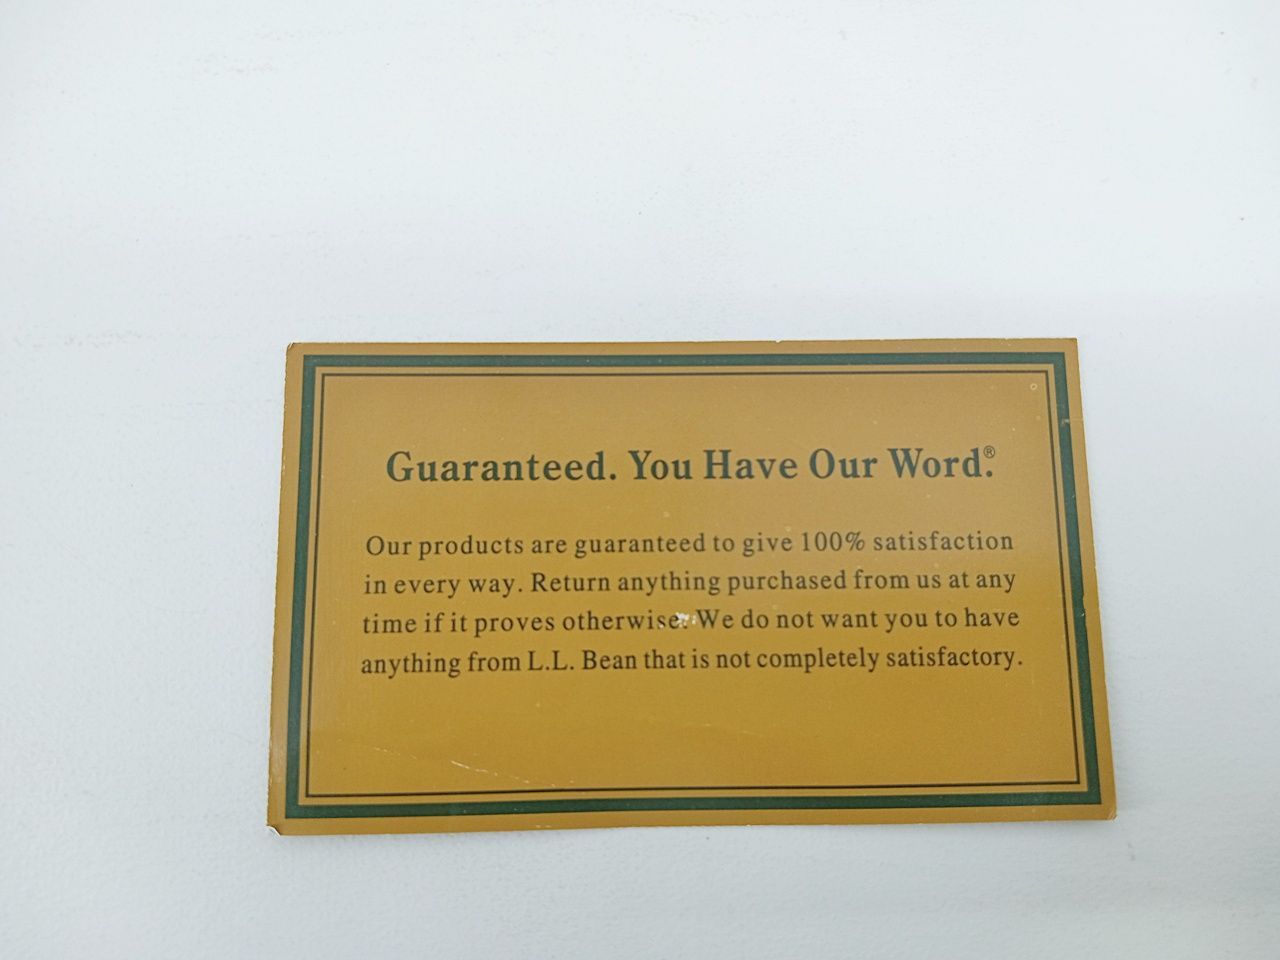 Guaranteed. You Have Our Word.®
Our products are guaranteed to give 100% satisfaction
in every way. Return anything purchased from us at any
time if it proves otherwise. We do not want you to have
anything from L.L. Bean that is not completely satisfactory.